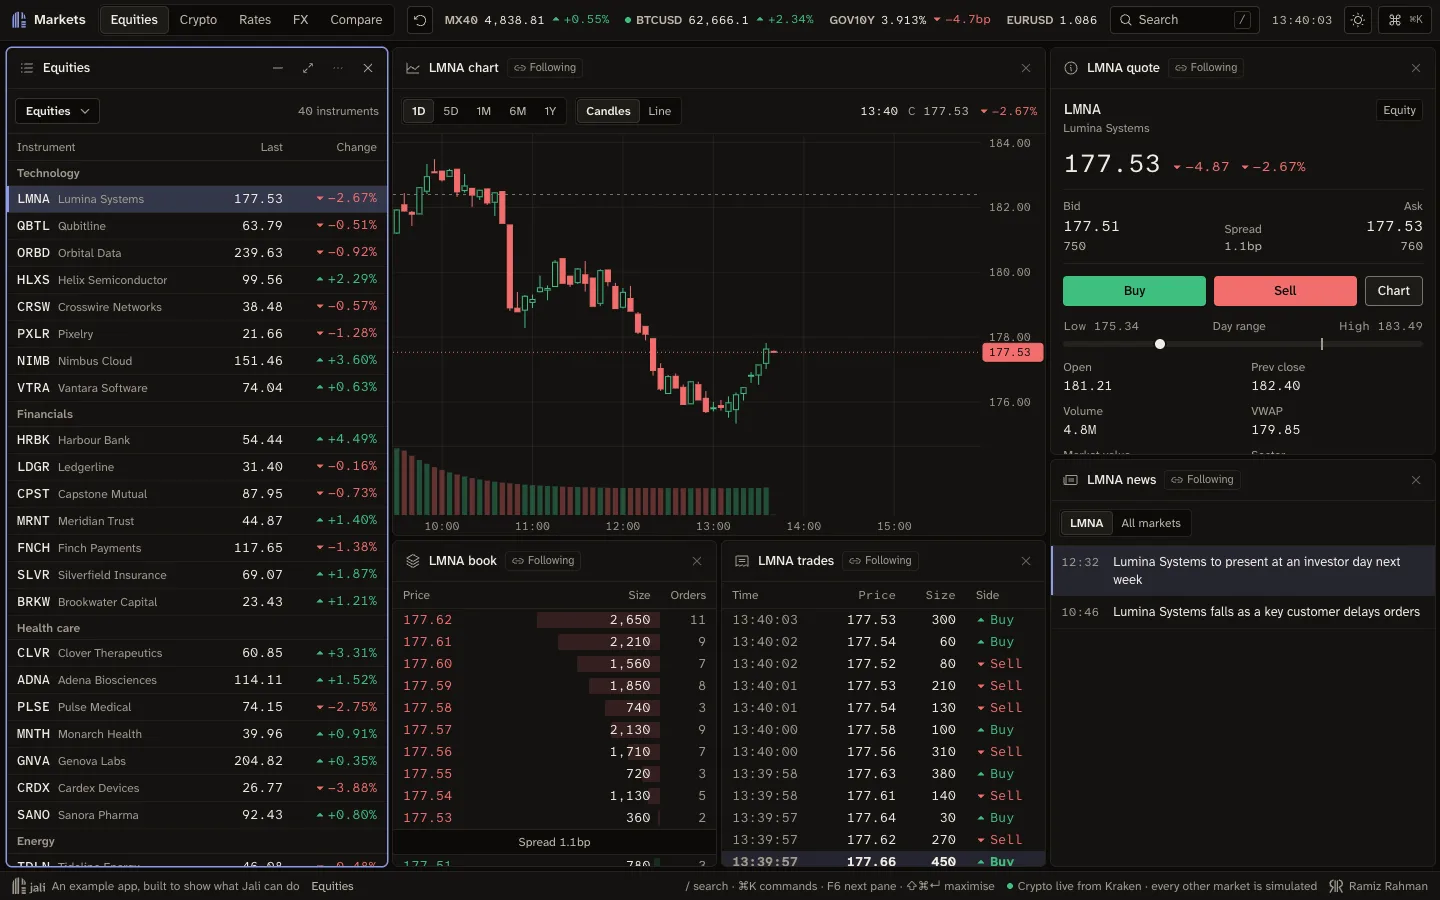 Markets Equities Crypto Rates FX Compare MX40 4,838.81 +0.55% BTCUSD 62,666.1 +2.34% GOV10Y 3.913% −4.7bp EURUSD 1.086 Search / 13:40:03 ⌘ ⌘K
Equities
Equities 40 instruments
Instrument Last Change
Technology
LMNA Lumina Systems 177.53 −2.67%
QBTL Qubitline 63.79 −0.51%
ORBD Orbital Data 239.63 −0.92%
HLXS Helix Semiconductor 99.56 +2.29%
CRSW Crosswire Networks 38.48 −0.57%
PXLR Pixelry 21.66 −1.28%
NIMB Nimbus Cloud 151.46 +3.60%
VTRA Vantara Software 74.04 +0.63%
Financials
HRBK Harbour Bank 54.44 +4.49%
LDGR Ledgerline 31.40 −0.16%
CPST Capstone Mutual 87.95 −0.73%
MRNT Meridian Trust 44.87 +1.40%
FNCH Finch Payments 117.65 −1.38%
SLVR Silverfield Insurance 69.07 +1.87%
BRKW Brookwater Capital 23.43 +1.21%
Health care
CLVR Clover Therapeutics 60.85 +3.31%
ADNA Adena Biosciences 114.11 +1.52%
PLSE Pulse Medical 74.15 −2.75%
MNTH Monarch Health 39.96 +0.91%
GNVA Genova Labs 204.82 +0.35%
CRDX Cardex Devices 26.77 −3.88%
SANO Sanora Pharma 92.43 +0.80%
Energy
LMNA chart Following
1D 5D 1M 6M 1Y Candles Line 13:40 C 177.53 −2.67%
184.00
182.00
180.00
178.00
177.53
176.00
10:00 11:00 12:00 13:00 14:00 15:00
LMNA book Following
Price Size Orders
177.62 2,650 11
177.61 2,210 9
177.60 1,560 7
177.59 1,850 8
177.58 740 3
177.57 2,130 9
177.56 1,710 7
177.55 720 3
177.54 1,130 5
177.53 360 2
Spread 1.1bp
177.51 780 3
LMNA trades Following
Time Price Size Side
13:40:03 177.53 300 Buy
13:40:02 177.54 60 Buy
13:40:02 177.52 80 Sell
13:40:01 177.53 210 Sell
13:40:01 177.54 130 Sell
13:40:00 177.58 100 Buy
13:40:00 177.56 310 Sell
13:39:58 177.63 380 Buy
13:39:58 177.61 140 Sell
13:39:57 177.64 30 Buy
13:39:57 177.62 270 Sell
13:39:57 177.66 450 Buy
LMNA quote Following
LMNA Equity
Lumina Systems
177.53 −4.87 −2.67%
Bid Ask
177.51 Spread 177.53
750 1.1bp 760
Buy Sell Chart
Low 175.34 Day range High 183.49
Open Prev close
181.21 182.40
Volume VWAP
4.8M 179.85
LMNA news Following
LMNA All markets
12:32 Lumina Systems to present at an investor day next
week
10:46 Lumina Systems falls as a key customer delays orders
jali An example app, built to show what Jali can do Equities / search · ⌘K commands · F6 next pane · ⇧⌘↵ maximise Crypto live from Kraken · every other market is simulated Ramiz Rahman